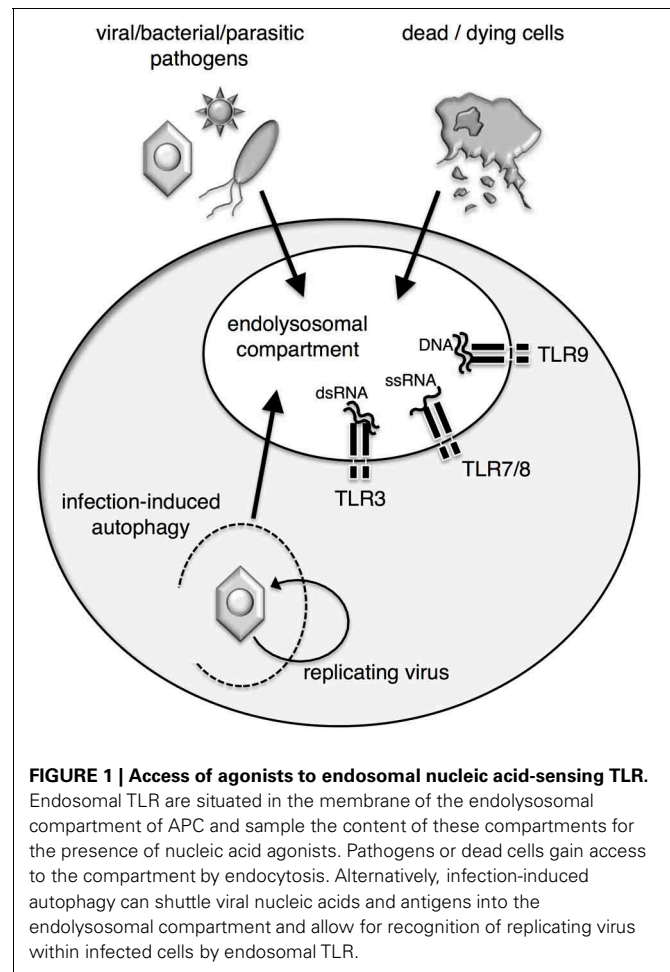 viral/bacterial/parasitic
pathogens
dead / dying cells
endolysosomal
compartment
DNA
TLR9
ssRNA
dsRNA
TLR7/8
TLR3
infection-induced
autophagy
replicating virus
FIGURE 1 | Access of agonists to endosomal nucleic acid-sensing TLR.
Endosomal TLR are situated in the membrane of the endolysosomal
compartment of APC and sample the content of these compartments for
the presence of nucleic acid agonists. Pathogens or dead cells gain access
to the compartment by endocytosis. Alternatively, infection-induced
autophagy can shuttle viral nucleic acids and antigens into the
endolysosomal compartment and allow for recognition of replicating virus
within infected cells by endosomal TLR.